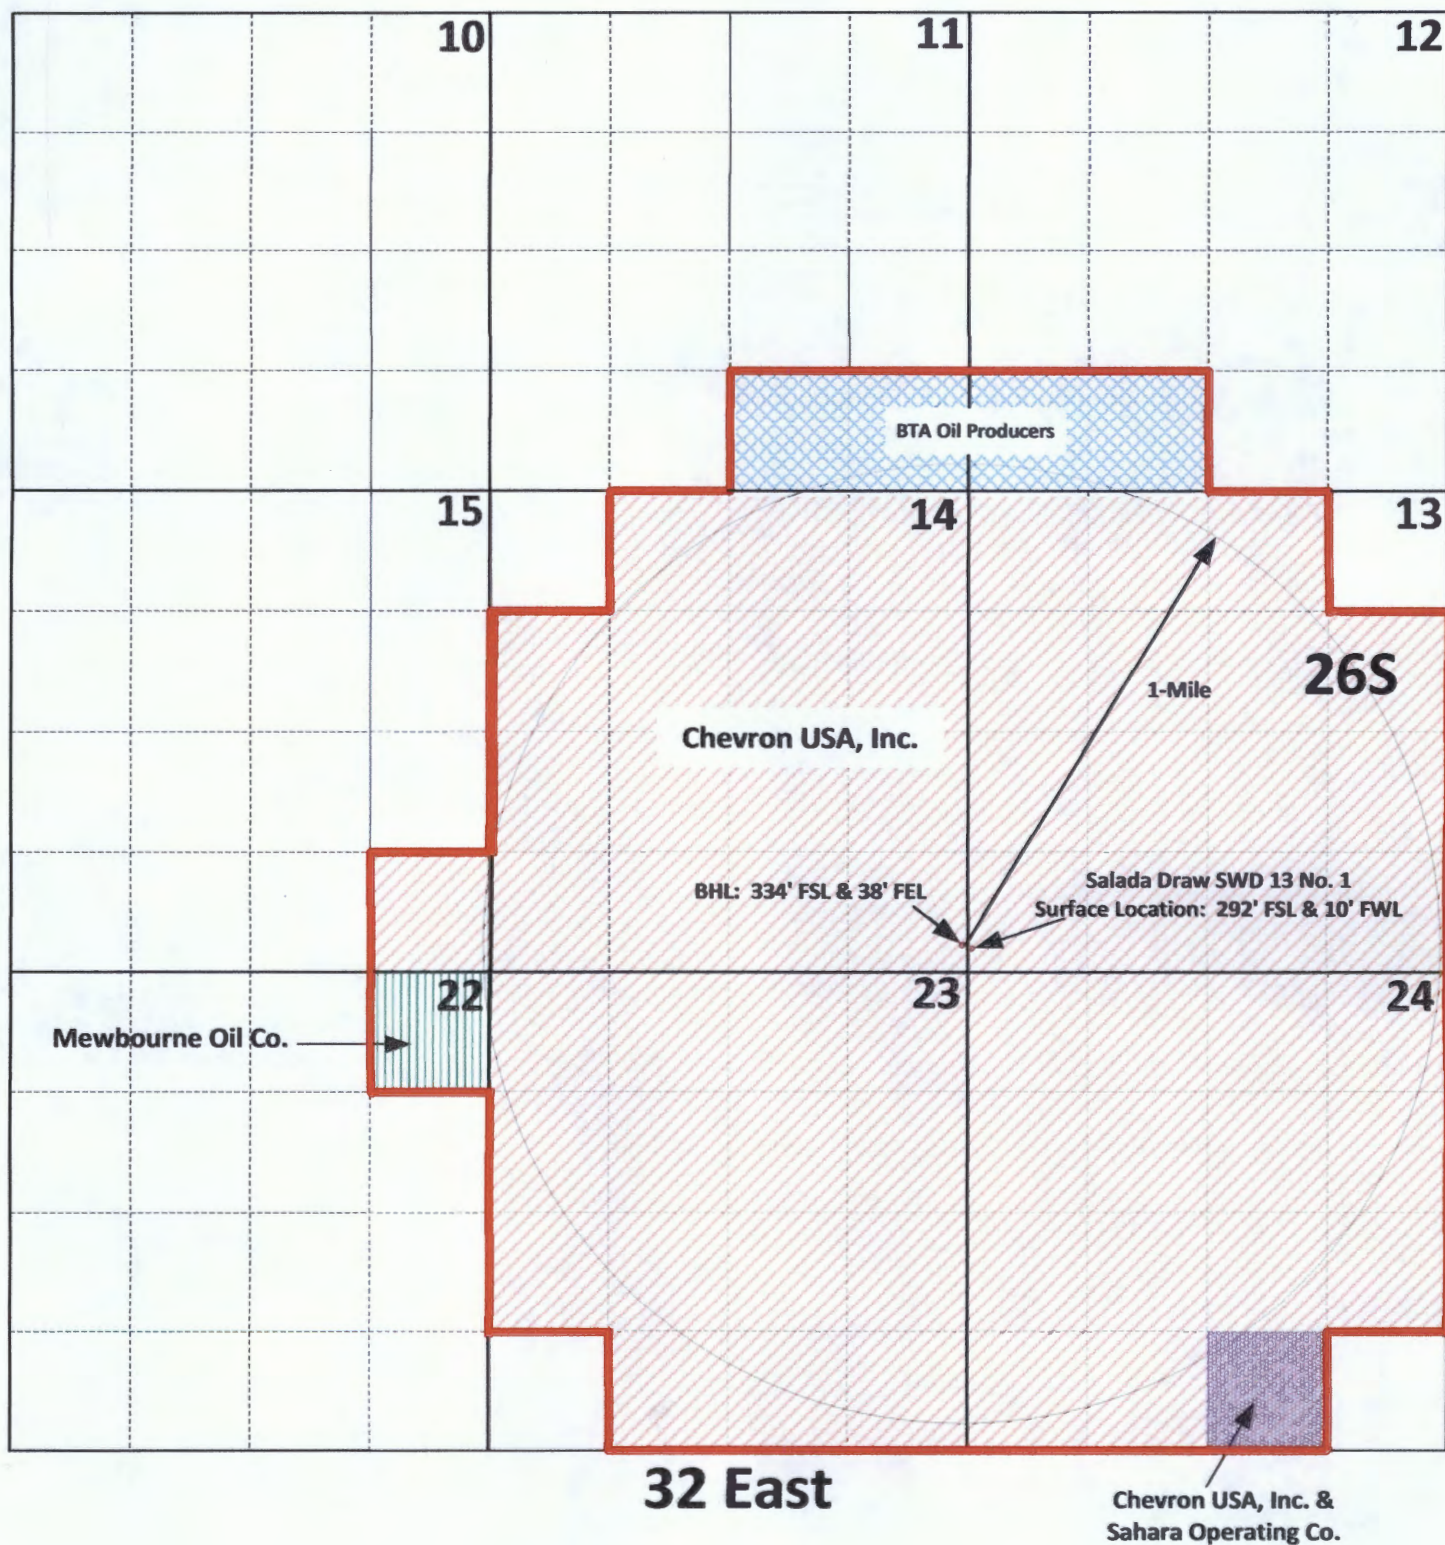 10
11
12
BTA Oil Producers
15
14
13
26S
1-Mile
Chevron USA, Inc.
BHL: 334' FSL & 38' FEL
Salada Draw SWD 13 No. 1
Surface Location: 292' FSL & 10' FWL
22
23
24
Mewbourne Oil Co.
32 East
Chevron USA, Inc. &
Sahara Operating Co.